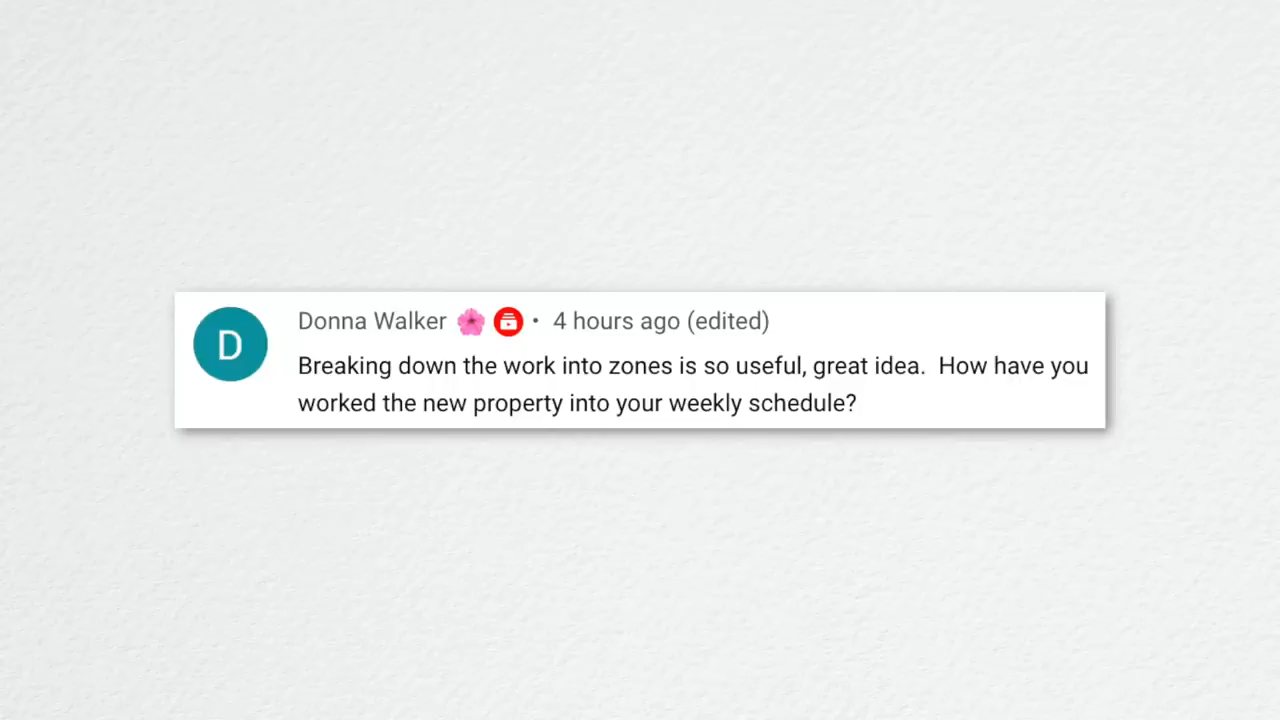 D
Donna Walker 🌸 • 4 hours ago (edited)
Breaking down the work into zones is so useful, great idea.  How have you
worked the new property into your weekly schedule?